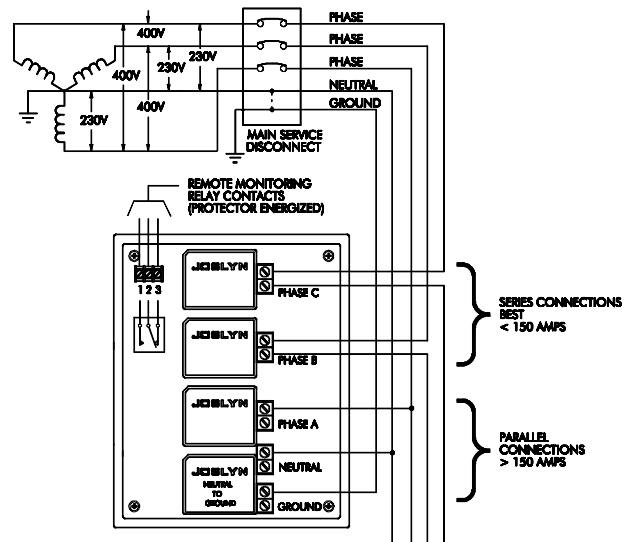 PHASE
400V
PHASE
230V
400V
230V
PHASE
400V
NEUTRAL
230V
GROUND
MAIN SERVICE
DISCONNECT
REMOTE MONITORING
RELAY CONTACTS
(PROTECTOR ENERGIZED)
JOSLYN
1 2 3
PHASE C
SERIES CONNECTIONS
BEST
< 150 AMPS
JOSLYN
PHASE B
JOSLYN
PHASE A
PARALLEL
CONNECTIONS
> 150 AMPS
NEUTRAL
JOSLYN
NEUTRAL
TO
GROUND
GROUND